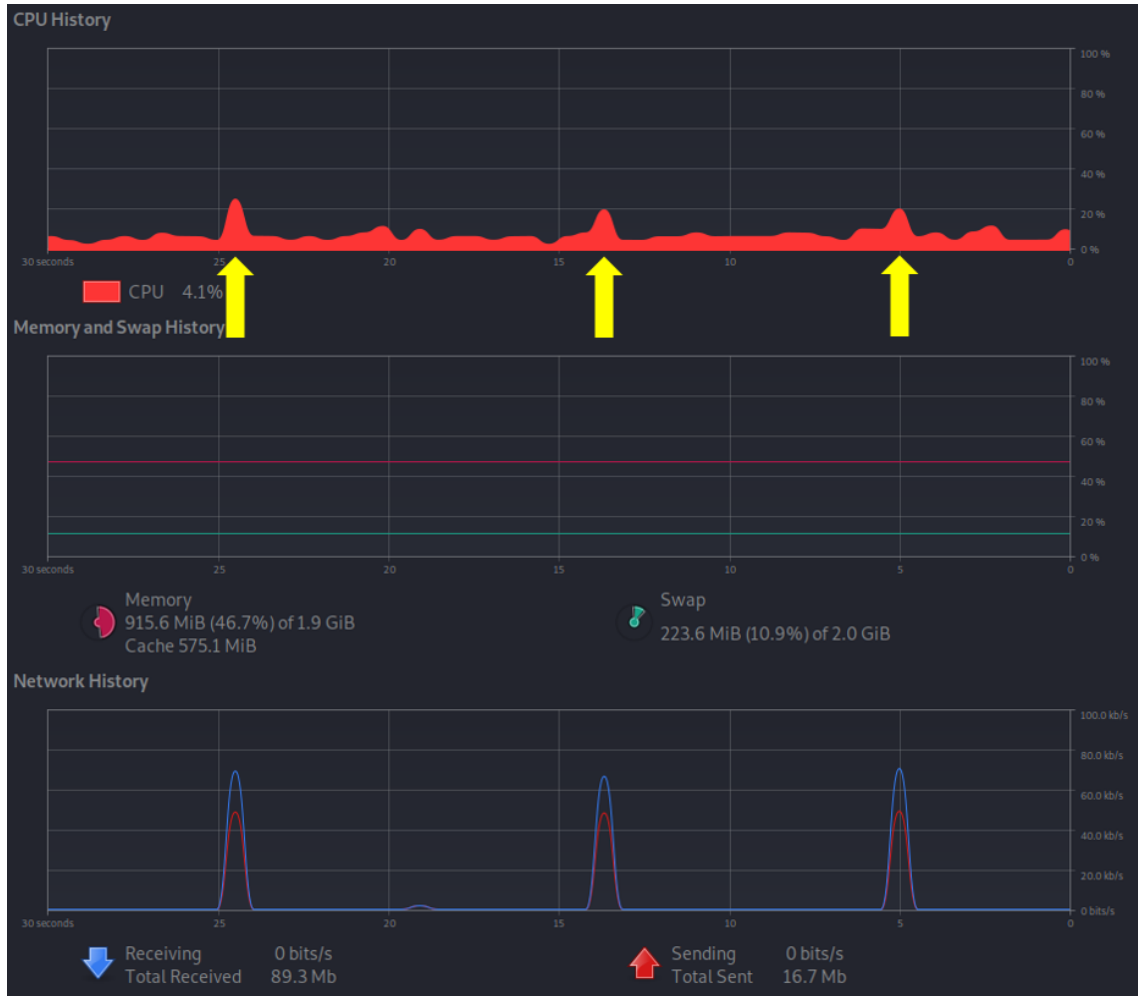 CPU History
100 %
80 %
60 %
40 %
20 %
0 %
30 seconds 25 20 15 10 5 0
CPU 4.1%
Memory and Swap History
100 %
80 %
60 %
40 %
20 %
0 %
30 seconds 25 20 15 10 5 0
Memory
915.6 MiB (46.7%) of 1.9 GiB
Cache 575.1 MiB
Swap
223.6 MiB (10.9%) of 2.0 GiB
Network History
100.0 kb/s
80.0 kb/s
60.0 kb/s
40.0 kb/s
20.0 kb/s
0 bits/s
30 seconds 25 20 15 10 5 0
Receiving 0 bits/s
Total Received 89.3 Mb
Sending 0 bits/s
Total Sent 16.7 Mb